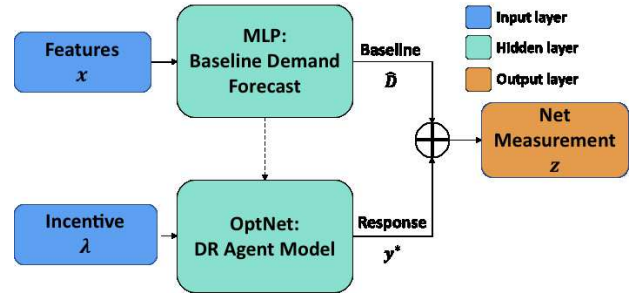 Features
x
MLP:
Baseline Demand
Forecast
Baseline
D̂
Input layer
Hidden layer
Output layer
Net
Measurement
z
Incentive
λ
OptNet:
DR Agent Model
Response
y*